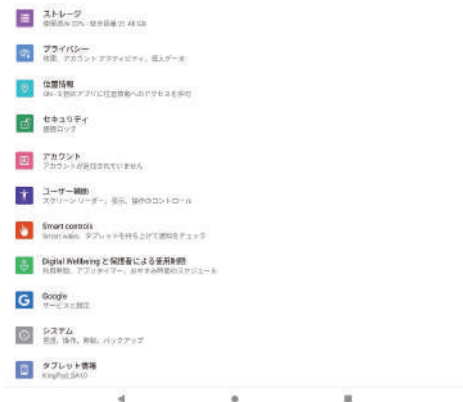 ストレージ
使用済み 33% - 空き容量 21.48 GB
プライバシー
権限、アカウント アクティビティ、個人データ
位置情報
ON - 5 個のアプリに位置情報へのアクセスを許可
セキュリティ
画面ロック
アカウント
アカウントが追加されていません
ユーザー補助
スクリーン リーダー、表示、操作のコントロール
Smart controls
Smart wake、タブレットを持ち上げて通知をチェック
Digital Wellbeing と保護者による使用制限
利用時間、アプリタイマー、おやすみ時間のスケジュール
Google
サービスと設定
システム
言語、操作、時刻、バックアップ
タブレット情報
KingPad_SA10